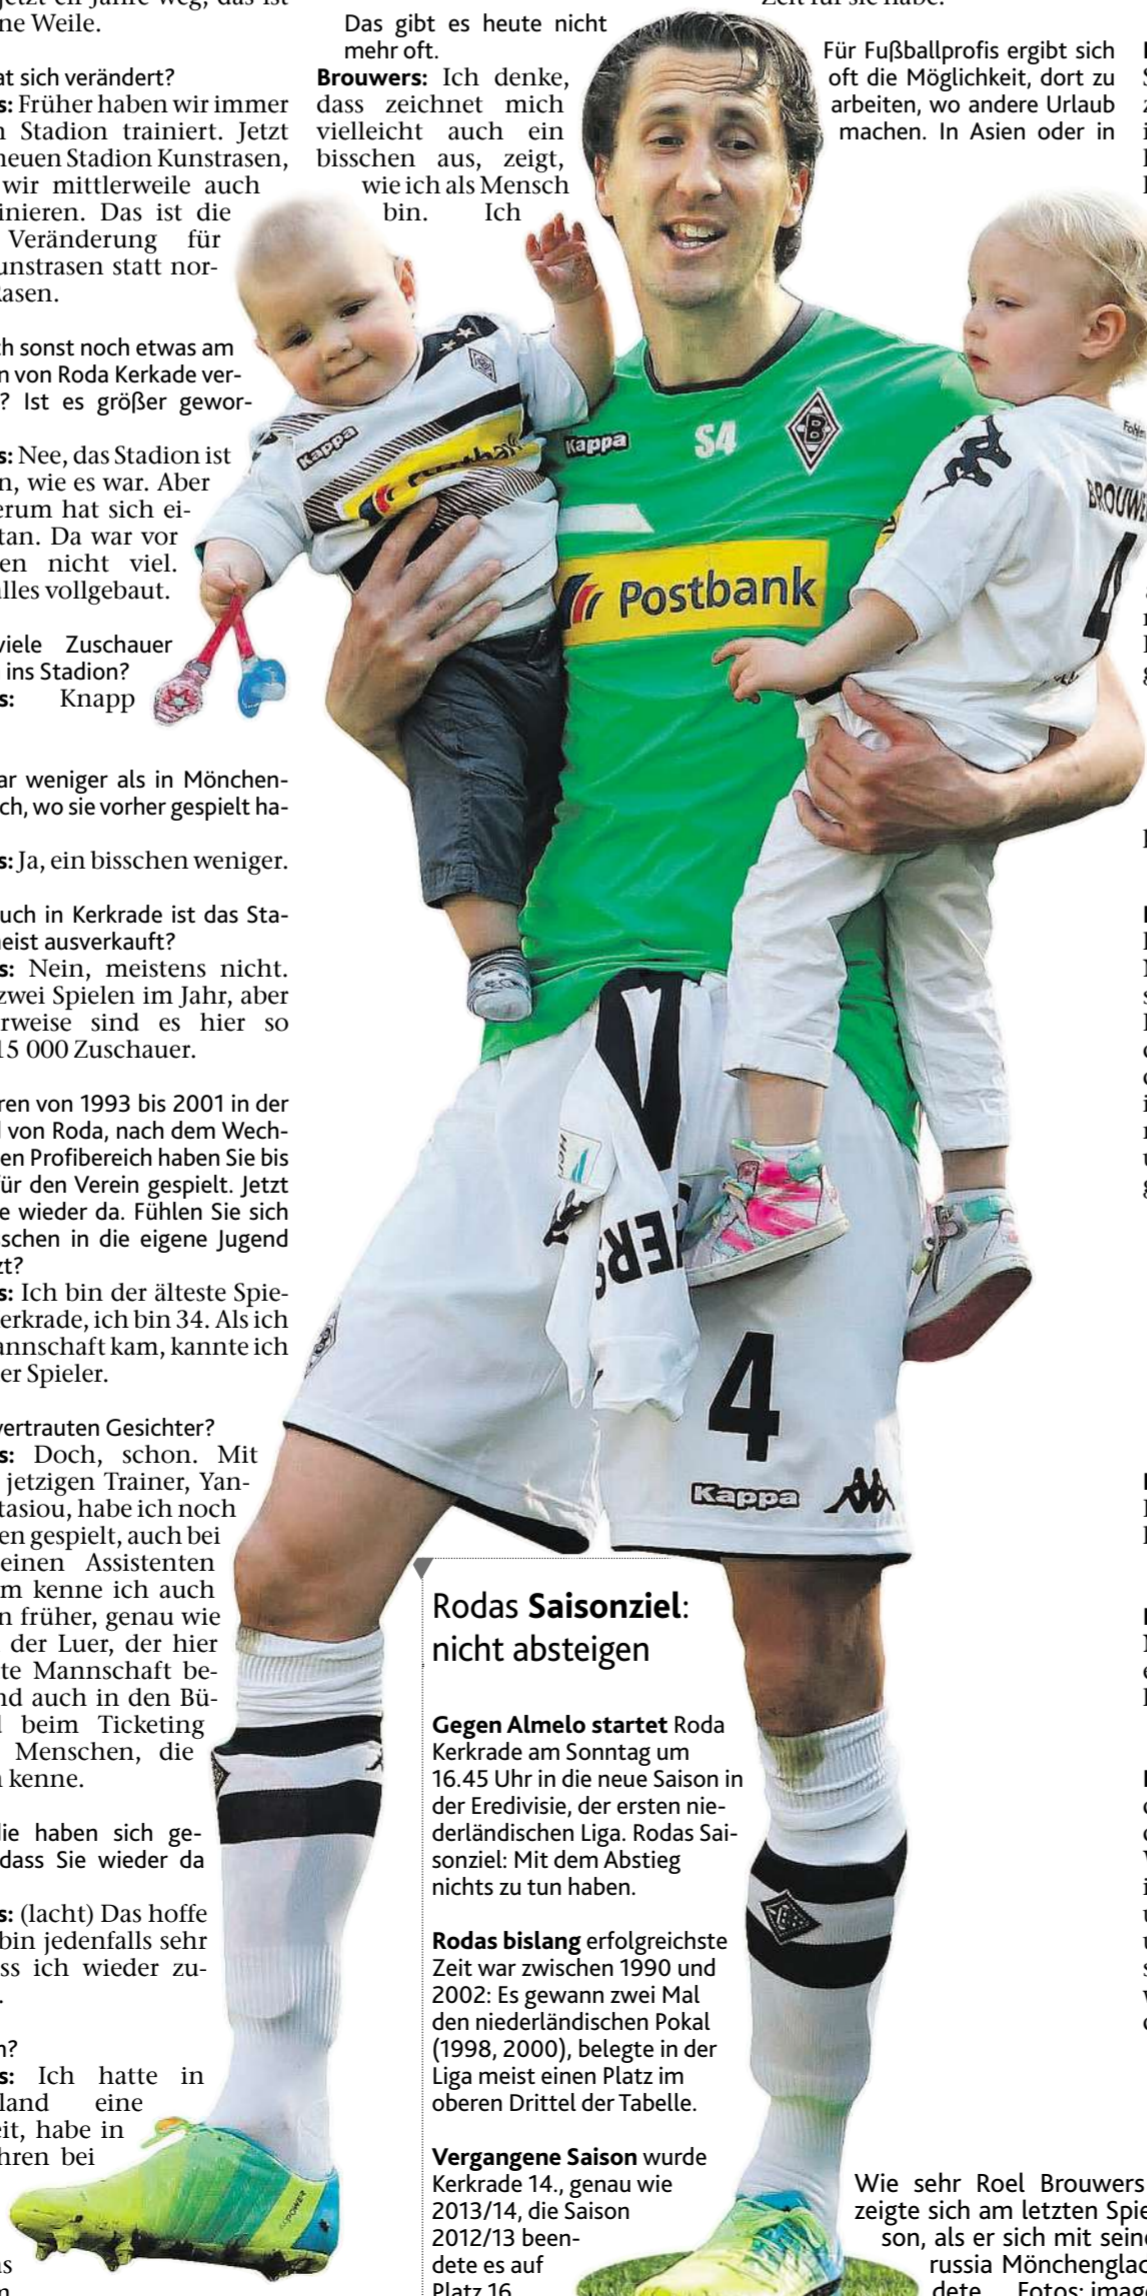 ne Weile.
at sich verändert?
s: Früher haben wir immer
n Stadion trainiert. Jetzt
neuen Stadion Kunstrasen,
wir mittlerweile auch
inieren. Das ist die
Veränderung für
unstrasen statt nor-
Rasen.
ch sonst noch etwas am
n von Roda Kerkade ver-
? Ist es größer gewor-
s: Nee, das Stadion ist
n, wie es war. Aber
erum hat sich ei-
tan. Da war vor
en nicht viel.
alles vollgebaut.
viele Zuschauer
ins Stadion?
s: Knapp
ar weniger als in Mönchen-
ch, wo sie vorher gespielt ha-
s: Ja, ein bisschen weniger.
uch in Kerkrade ist das Sta-
neist ausverkauft?
s: Nein, meistens nicht.
zwei Spielen im Jahr, aber
rweise sind es hier so
15 000 Zuschauer.
ren von 1993 bis 2001 in der
l von Roda, nach dem Wech-
en Profibereich haben Sie bis
für den Verein gespielt. Jetzt
e wieder da. Fühlen Sie sich
schen in die eigene Jugend
zt?
s: Ich bin der älteste Spie-
erkrade, ich bin 34. Als ich
annschaft kam, kannte ich
er Spieler.
vertrauten Gesichter?
s: Doch, schon. Mit
jetzigen Trainer, Yan-
tasiou, habe ich noch
en gespielt, auch bei
einen Assistenten
m kenne ich auch
n früher, genau wie
der Luer, der hier
te Mannschaft be-
nd auch in den Bü-
l beim Ticketing
Menschen, die
n kenne.
die haben sich ge-
dass Sie wieder da
s: (lacht) Das hoffe
bin jedenfalls sehr
ss ich wieder zu-
.
n?
s: Ich hatte in
land eine
eit, habe in
hren bei
Das gibt es heute nicht
mehr oft.
Brouwers: Ich denke,
dass zeichnet mich
vielleicht auch ein
bisschen aus, zeigt,
wie ich als Mensch
bin. Ich
Für Fußballprofis ergibt sich
oft die Möglichkeit, dort zu
arbeiten, wo andere Urlaub
machen. In Asien oder in
Kappa
Kappa
S4
B
Postbank
BROUWE
4
ERS
4
Kappa
Rodas Saisonziel:
nicht absteigen
Gegen Almelo startet Roda
Kerkrade am Sonntag um
16.45 Uhr in die neue Saison in
der Eredivisie, der ersten nie-
derländischen Liga. Rodas Sai-
sonziel: Mit dem Abstieg
nichts zu tun haben.
Rodas bislang erfolgreichste
Zeit war zwischen 1990 und
2002: Es gewann zwei Mal
den niederländischen Pokal
(1998, 2000), belegte in der
Liga meist einen Platz im
oberen Drittel der Tabelle.
Vergangene Saison wurde
Kerkrade 14., genau wie
2013/14, die Saison
2012/13 been-
dete es auf
Platz 16.
Wie sehr Roel Brouwers
zeigte sich am letzten Spie
son, als er sich mit sein
russia Mönchenglad
dete. Fotos: imag